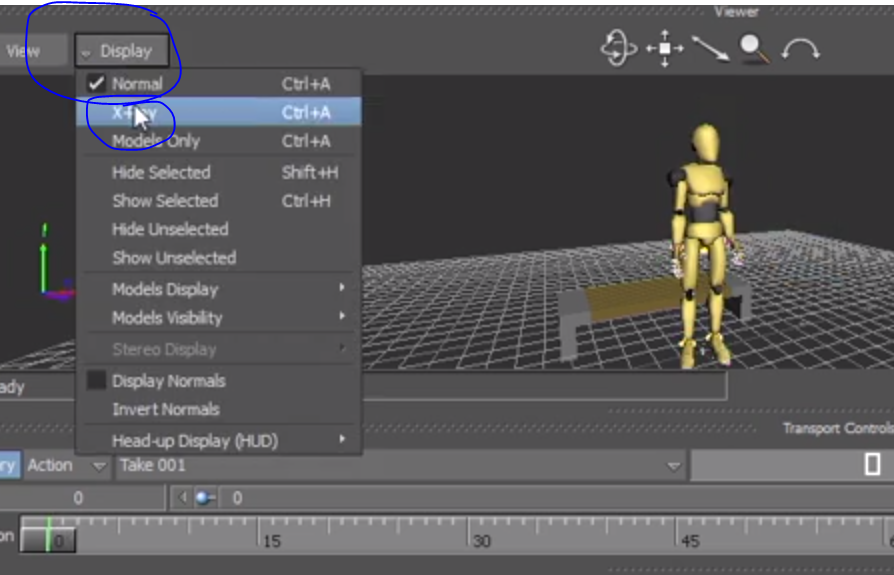 Viewer
View Display
Normal Ctrl+A
Ctrl+A
Models Only Ctrl+A
Hide Selected Shift+H
Show Selected Ctrl+H
Hide Unselected
Show Unselected
Models Display
Models Visibility
Stereo Display
Display Normals
Invert Normals
Head-up Display (HUD)
ady
Transport Controls
ry Action Take 001
0 0
on 0 15 30 45